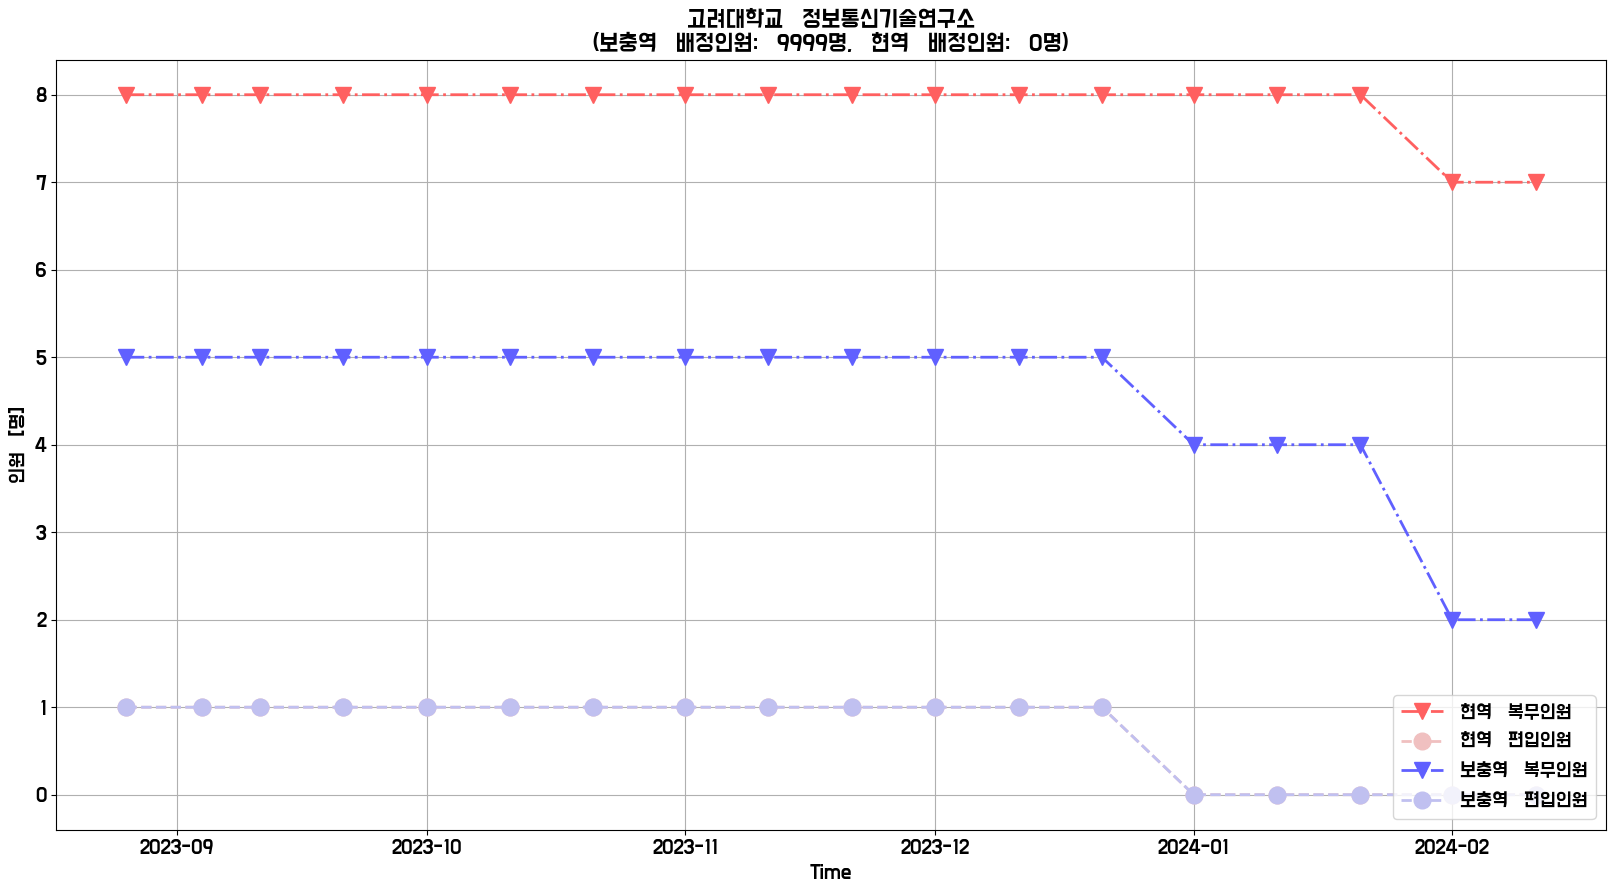 고려대학교 정보통신기술연구소
(보충역 배정인원: 9999명, 현역 배정인원: 0명)
8
7
6
5
4
3
2
1
0
인원 [명]
2023-09 2023-10 2023-11 2023-12 2024-01 2024-02
Time
현역 복무인원
현역 편입인원
보충역 복무인원
보충역 편입인원